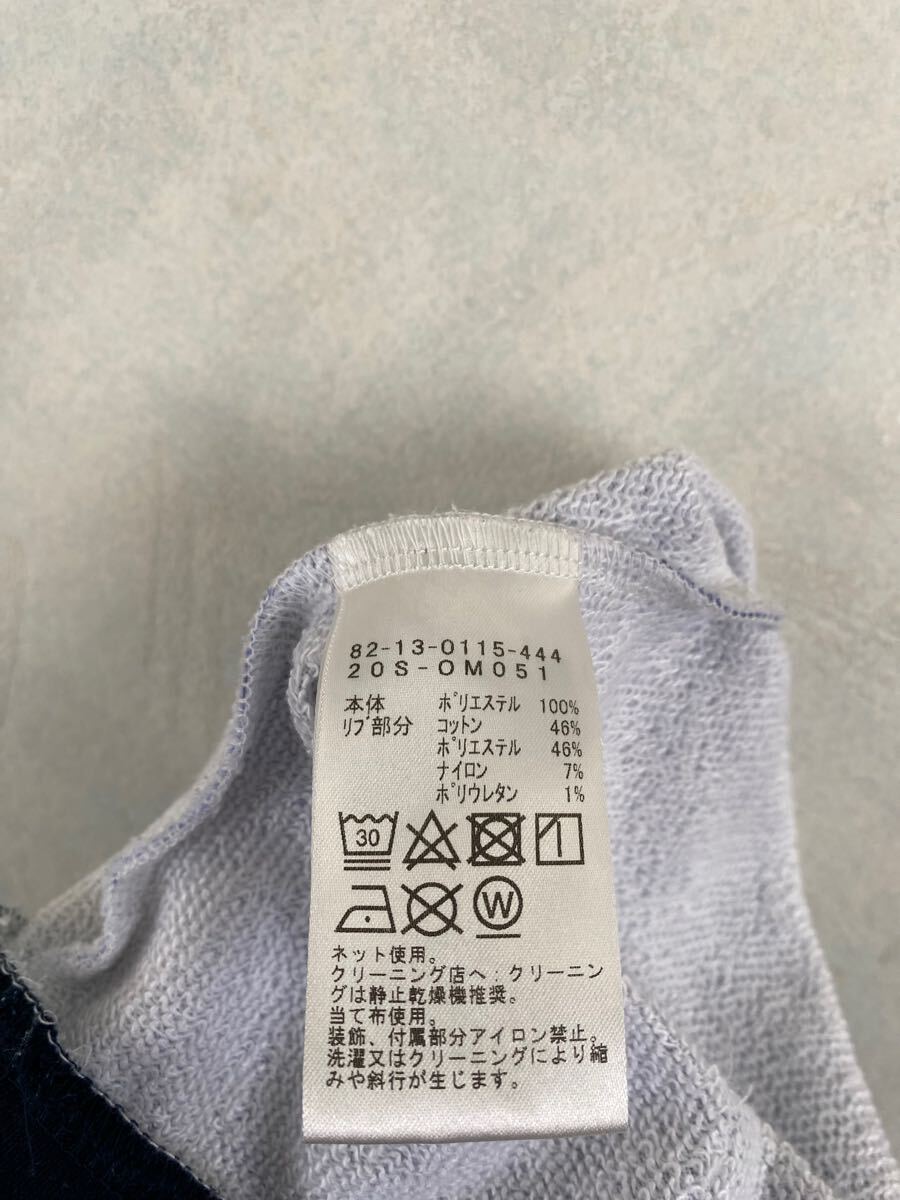 82-13-0115-444
20S-OM051
本体 ポリエステル 100%
リブ部分 コットン 46%
ポリエステル 46%
ナイロン 7%
ポリウレタン 1%
30
W
ネット使用。
クリーニング店へ:クリーニン
グは静止乾燥機推奨。
当て布使用。
装飾、付属部分アイロン禁止。
洗濯又はクリーニングにより縮
みや斜行が生じます。